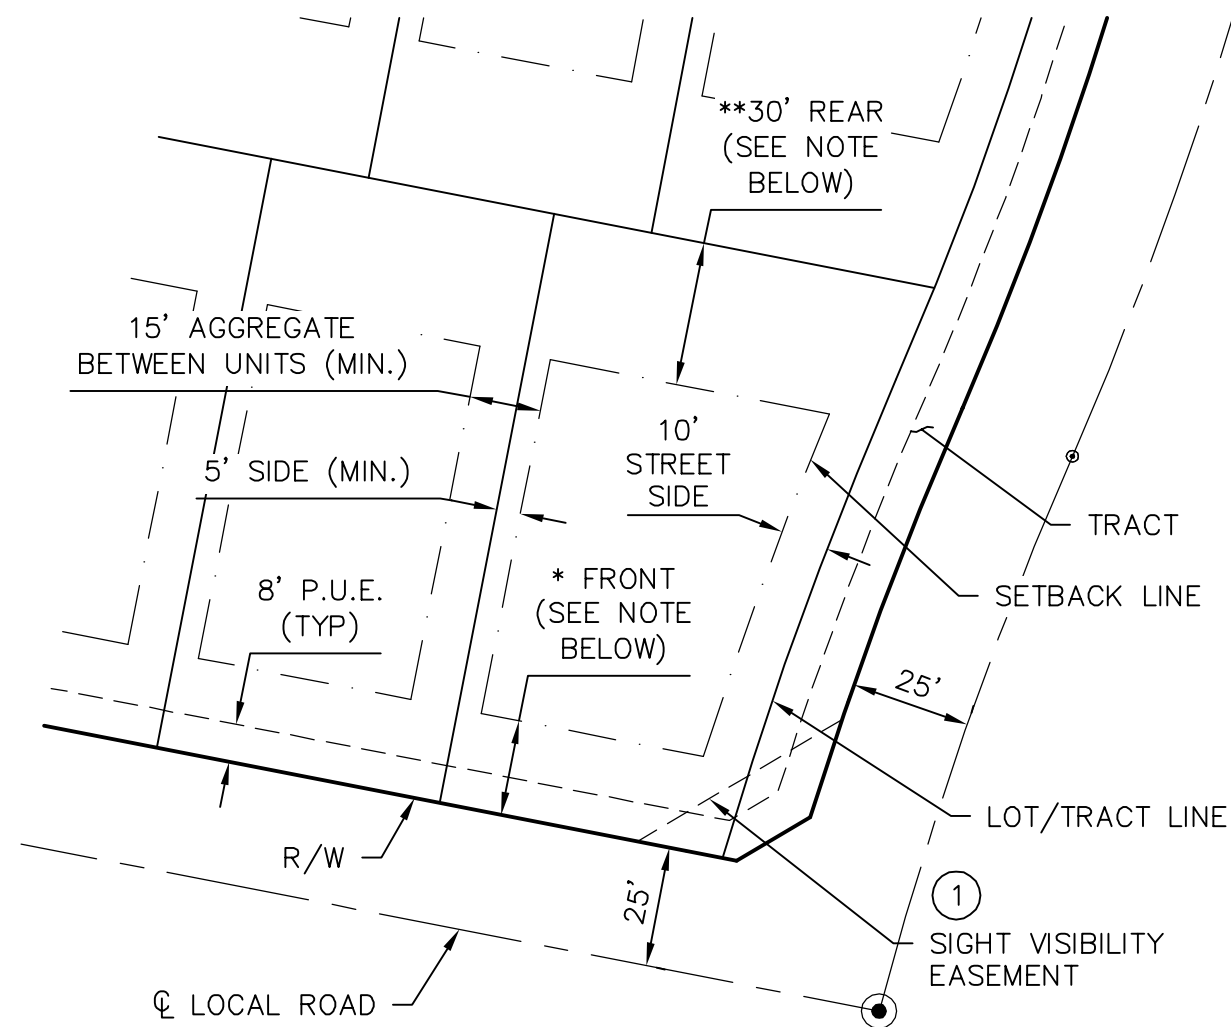 **30' REAR
(SEE NOTE
BELOW)
15' AGGREGATE
BETWEEN UNITS (MIN.)
10'
STREET
SIDE
5' SIDE (MIN.)
TRACT
* FRONT
(SEE NOTE
BELOW)
8' P.U.E.
(TYP)
SETBACK LINE
25'
LOT/TRACT LINE
R/W
25'
1
SIGHT VISIBILITY
EASEMENT
℄ LOCAL ROAD